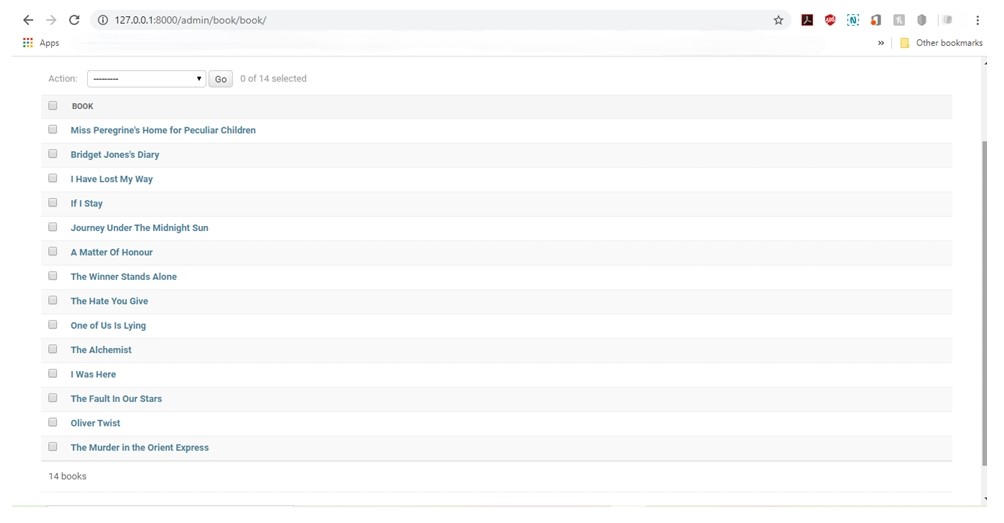 127.0.0.1:8000/admin/book/book/
Apps
»
Other bookmarks
Action: --------- Go 0 of 14 selected
BOOK
Miss Peregrine's Home for Peculiar Children
Bridget Jones's Diary
I Have Lost My Way
If I Stay
Journey Under The Midnight Sun
A Matter Of Honour
The Winner Stands Alone
The Hate You Give
One of Us Is Lying
The Alchemist
I Was Here
The Fault In Our Stars
Oliver Twist
The Murder in the Orient Express
14 books